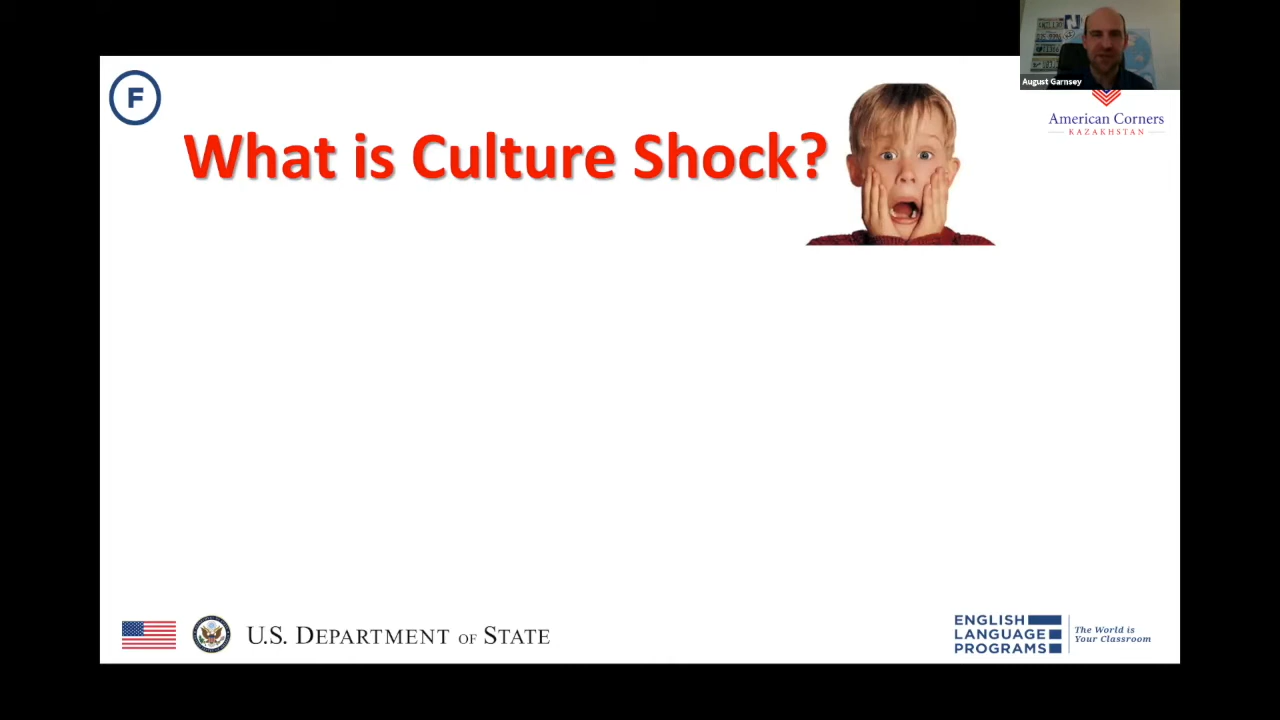 August Garnsey
F
What is Culture Shock?
American Corners
KAZAKHSTAN
U.S. DEPARTMENT OF STATE
ENGLISH
LANGUAGE
PROGRAMS
The World is
Your Classroom